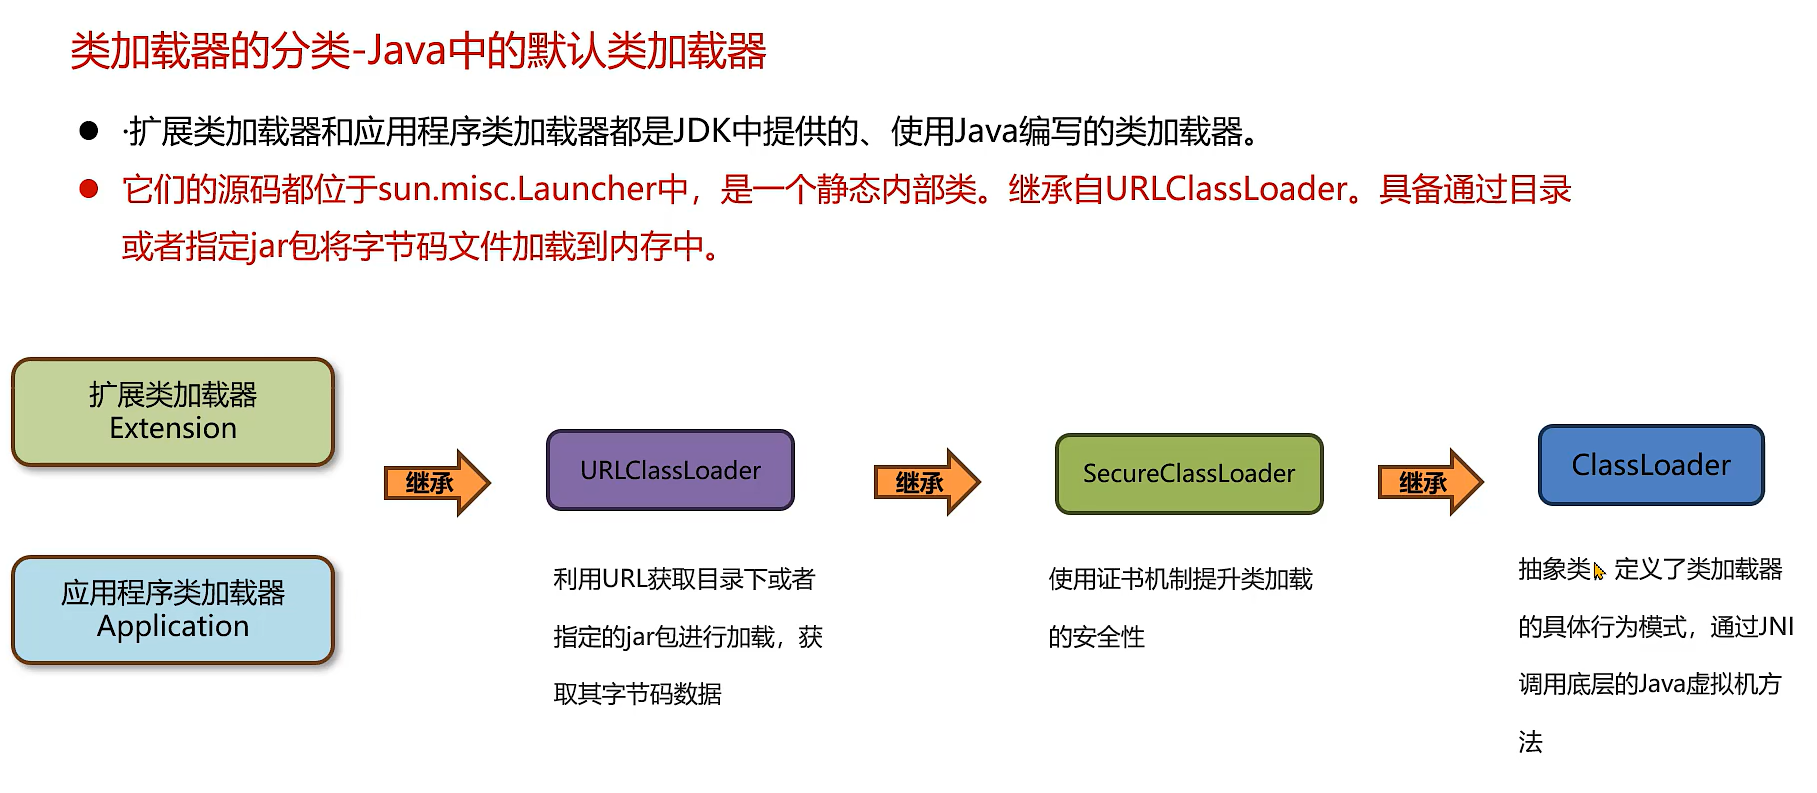 类加载器的分类-Java中的默认类加载器
·扩展类加载器和应用程序类加载器都是JDK中提供的、使用Java编写的类加载器。
它们的源码都位于sun.misc.Launcher中，是一个静态内部类。继承自URLClassLoader。具备通过目录
或者指定jar包将字节码文件加载到内存中。
扩展类加载器
Extension
应用程序类加载器
Application
继承
URLClassLoader
利用URL获取目录下或者
指定的jar包进行加载，获
取其字节码数据
继承
SecureClassLoader
使用证书机制提升类加载
的安全性
继承
ClassLoader
抽象类 定义了类加载器
的具体行为模式，通过JNI
调用底层的Java虚拟机方
法